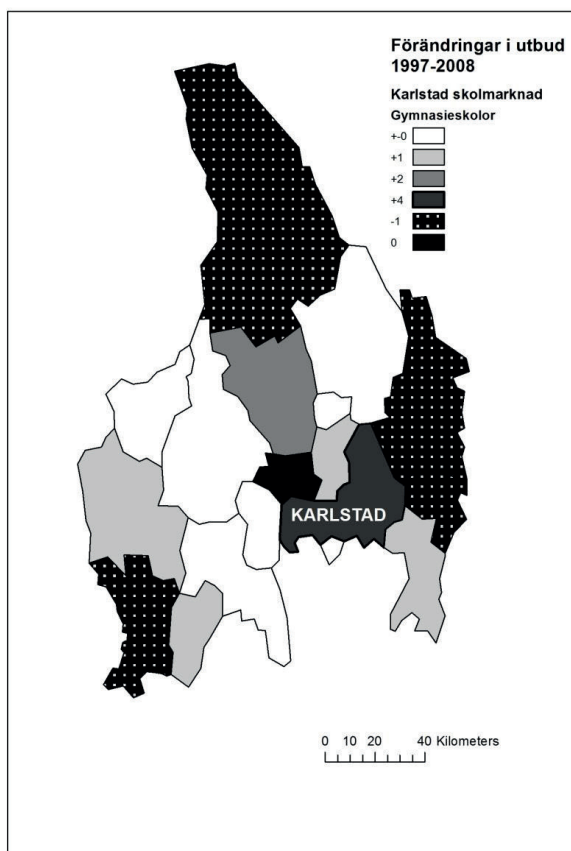 Förändringar i utbud
1997-2008
Karlstad skolmarknad
Gymnasieskolor
+-0
+1
+2
+4
-1
0
KARLSTAD
0 10 20 40 Kilometers